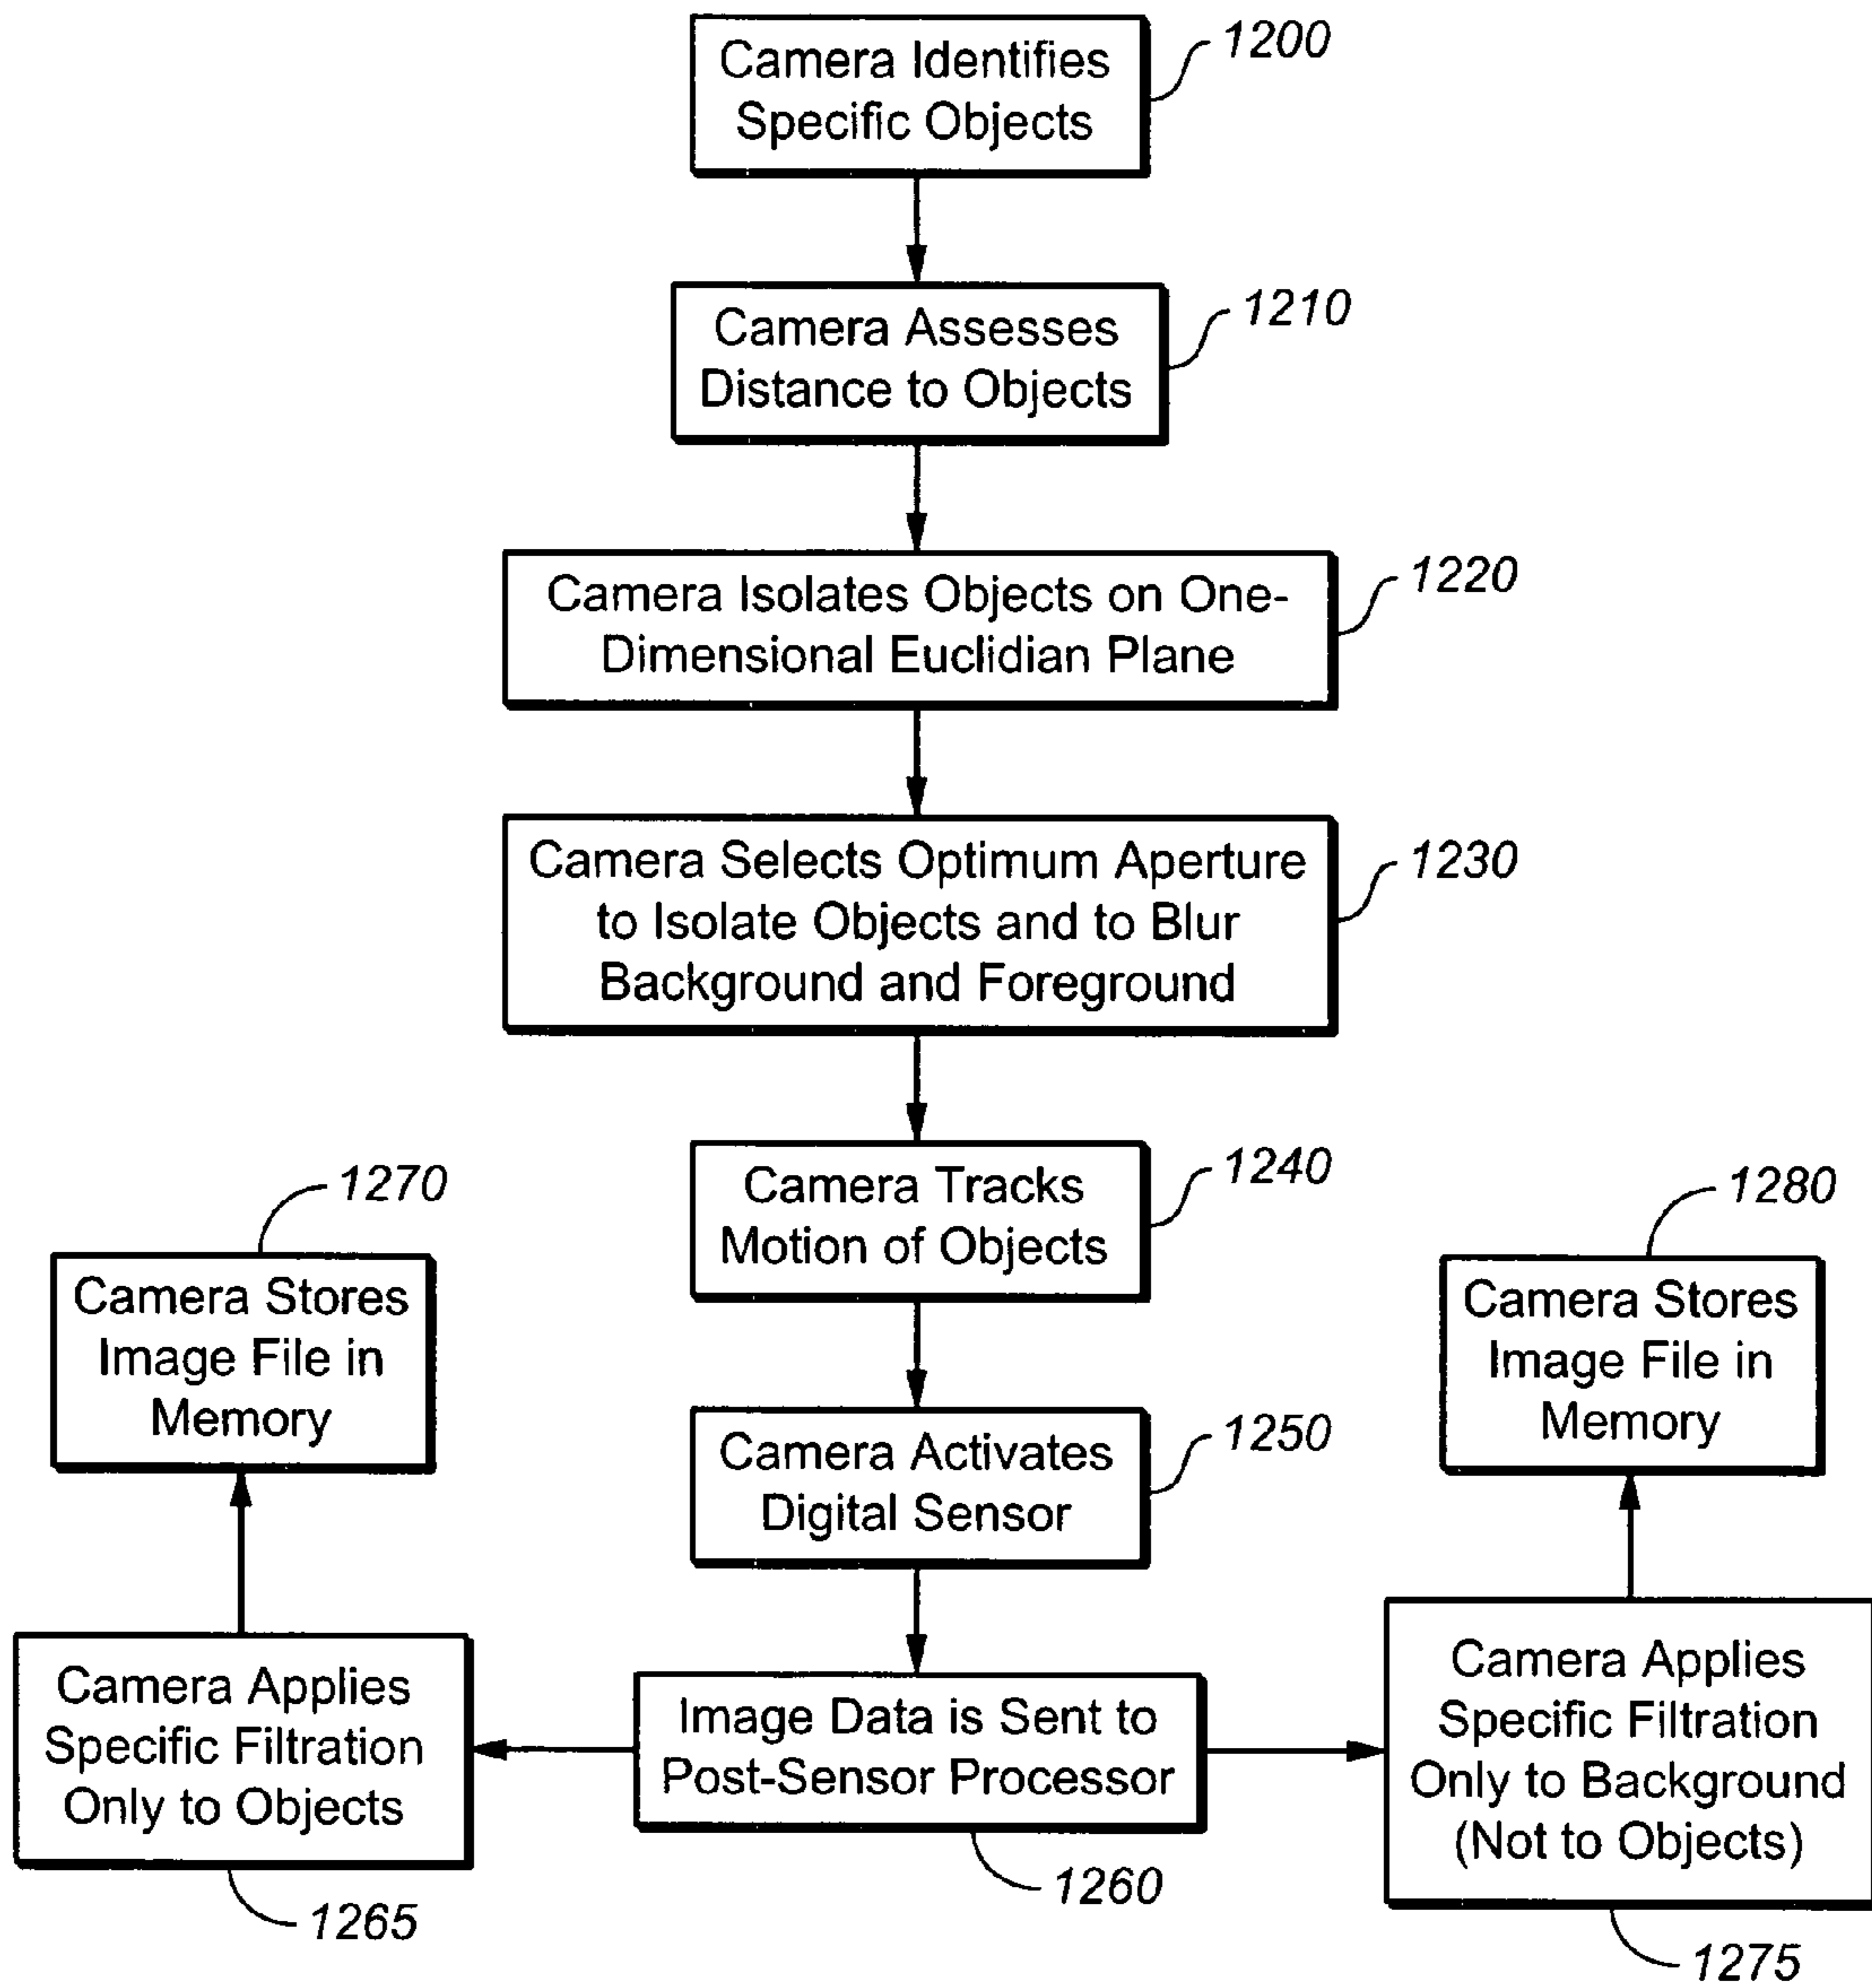 Camera Identifies
Specific Objects
1200
Camera Assesses
Distance to Objects
1210
Camera Isolates Objects on One-
Dimensional Euclidian Plane
1220
Camera Selects Optimum Aperture
to Isolate Objects and to Blur
Background and Foreground
1230
Camera Tracks
Motion of Objects
1240
Camera Activates
Digital Sensor
1250
Image Data is Sent to
Post-Sensor Processor
1260
Camera Applies
Specific Filtration
Only to Objects
1265
Camera Stores
Image File in
Memory
1270
Camera Applies
Specific Filtration
Only to Background
(Not to Objects)
1275
Camera Stores
Image File in
Memory
1280